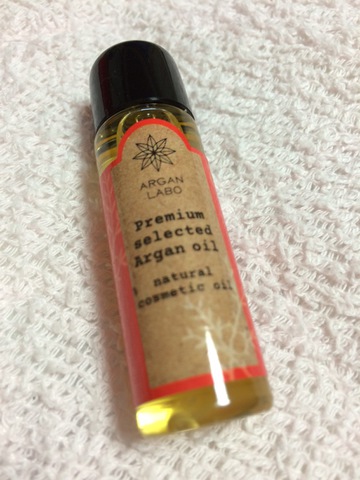 ARGAN
LABO
Premium
selected
Argan oil
natural
cosmetic oil